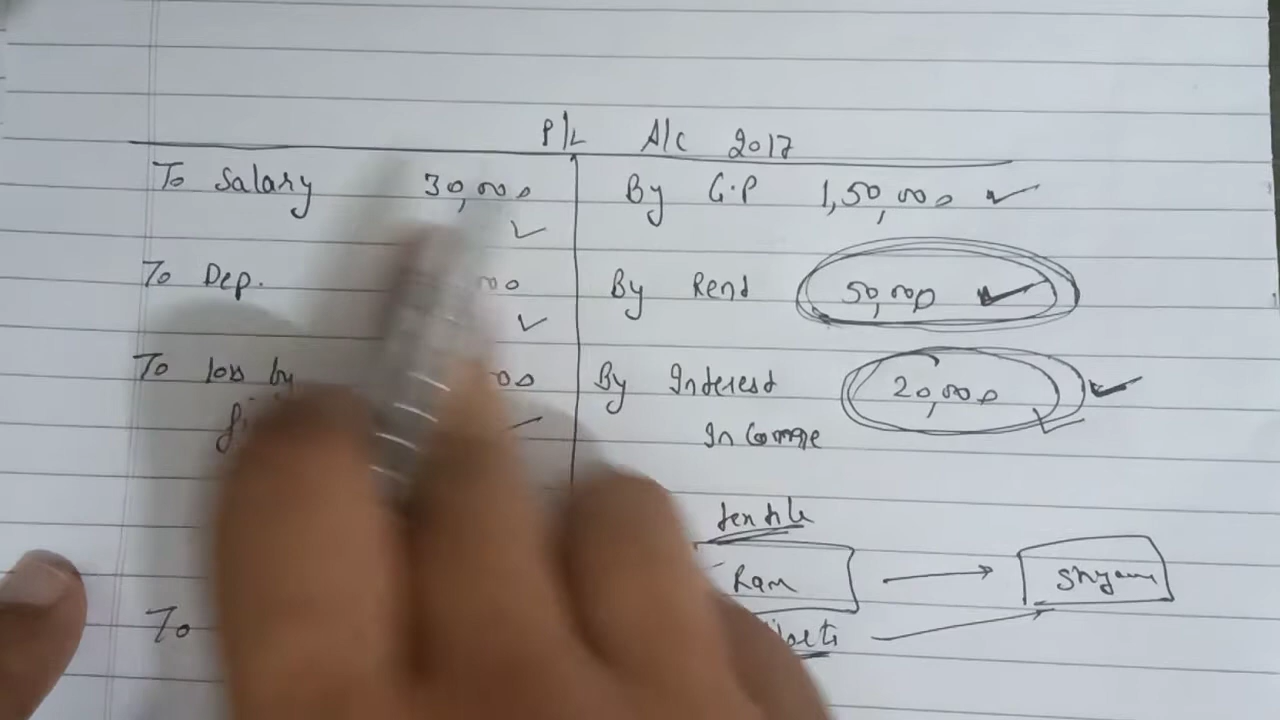 P/L A/C 2017
To Salary 30,000 By G.P 1,50,000
To Dep. By Rent 50,000
To loss by By Interest 20,000
Income
textile
Ram Shyam
To